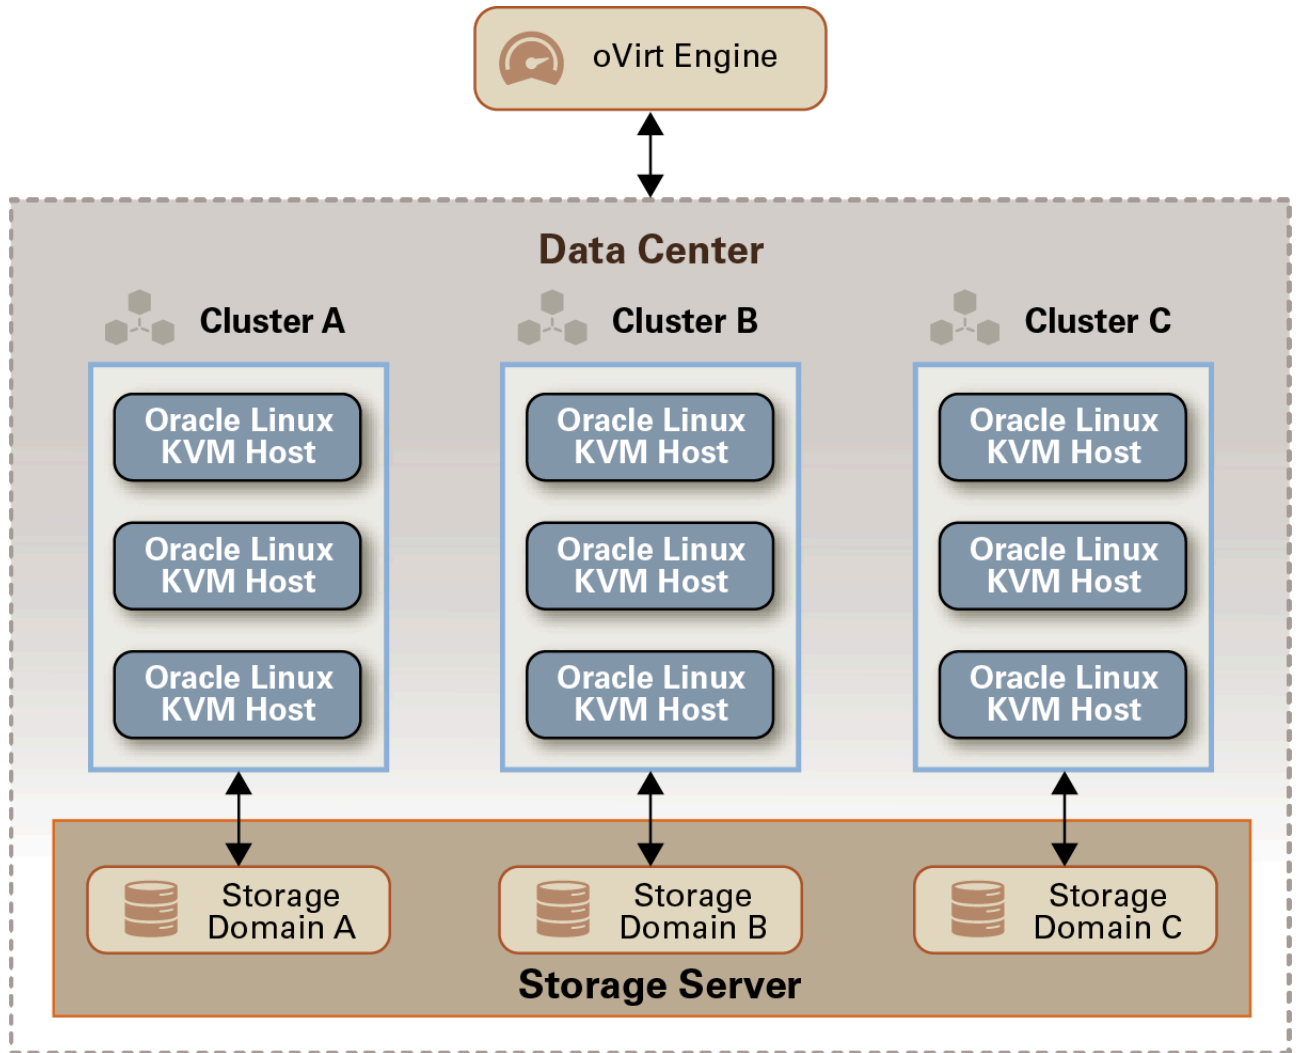 oVirt Engine
Data Center
Cluster A
Cluster B
Cluster C
Oracle Linux
KVM Host
Oracle Linux
KVM Host
Oracle Linux
KVM Host
Oracle Linux
KVM Host
Oracle Linux
KVM Host
Oracle Linux
KVM Host
Oracle Linux
KVM Host
Oracle Linux
KVM Host
Oracle Linux
KVM Host
Storage
Domain A
Storage
Domain B
Storage
Domain C
Storage Server